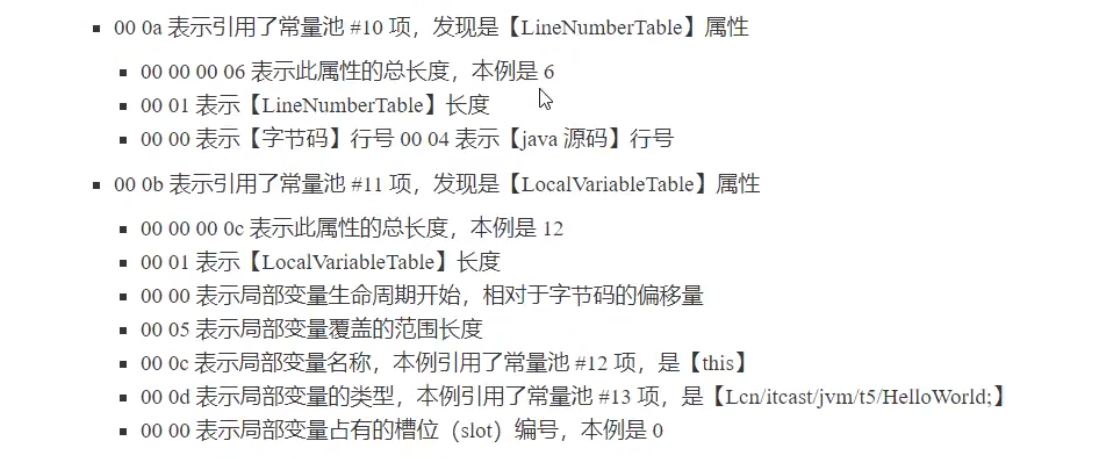 00 0a 表示引用了常量池 #10 项，发现是【LineNumberTable】属性
00 00 00 06 表示此属性的总长度，本例是 6
00 01 表示【LineNumberTable】长度
00 00 表示【字节码】行号 00 04 表示【java 源码】行号
00 0b 表示引用了常量池 #11 项，发现是【LocalVariableTable】属性
00 00 00 0c 表示此属性的总长度，本例是 12
00 01 表示【LocalVariableTable】长度
00 00 表示局部变量生命周期开始，相对于字节码的偏移量
00 05 表示局部变量覆盖的范围长度
00 0c 表示局部变量名称，本例引用了常量池 #12 项，是【this】
00 0d 表示局部变量的类型，本例引用了常量池 #13 项，是【Lcn/itcast/jvm/t5/HelloWorld;】
00 00 表示局部变量占有的槽位（slot）编号，本例是 0